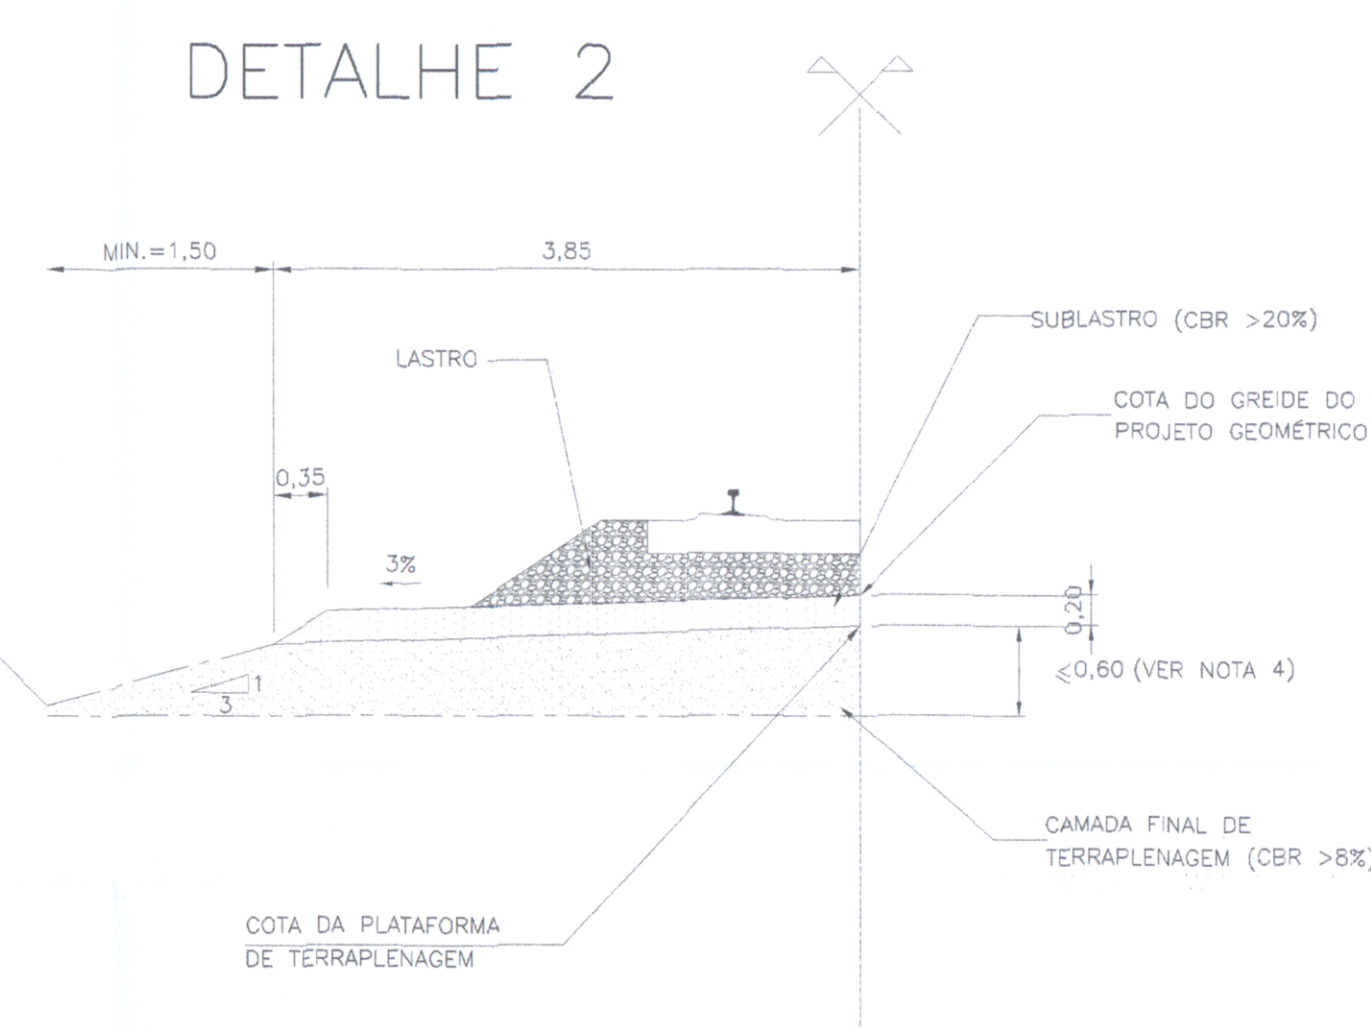 DETALHE 2
MIN.=1,50
3,85
SUBLASTRO (CBR >20%)
LASTRO
COTA DO GREIDE DO
PROJETO GEOMÉTRICO
0,35
3%
0,20
≤0,60 (VER NOTA 4)
1
3
CAMADA FINAL DE
TERRAPLENAGEM (CBR >8%)
COTA DA PLATAFORMA
DE TERRAPLENAGEM